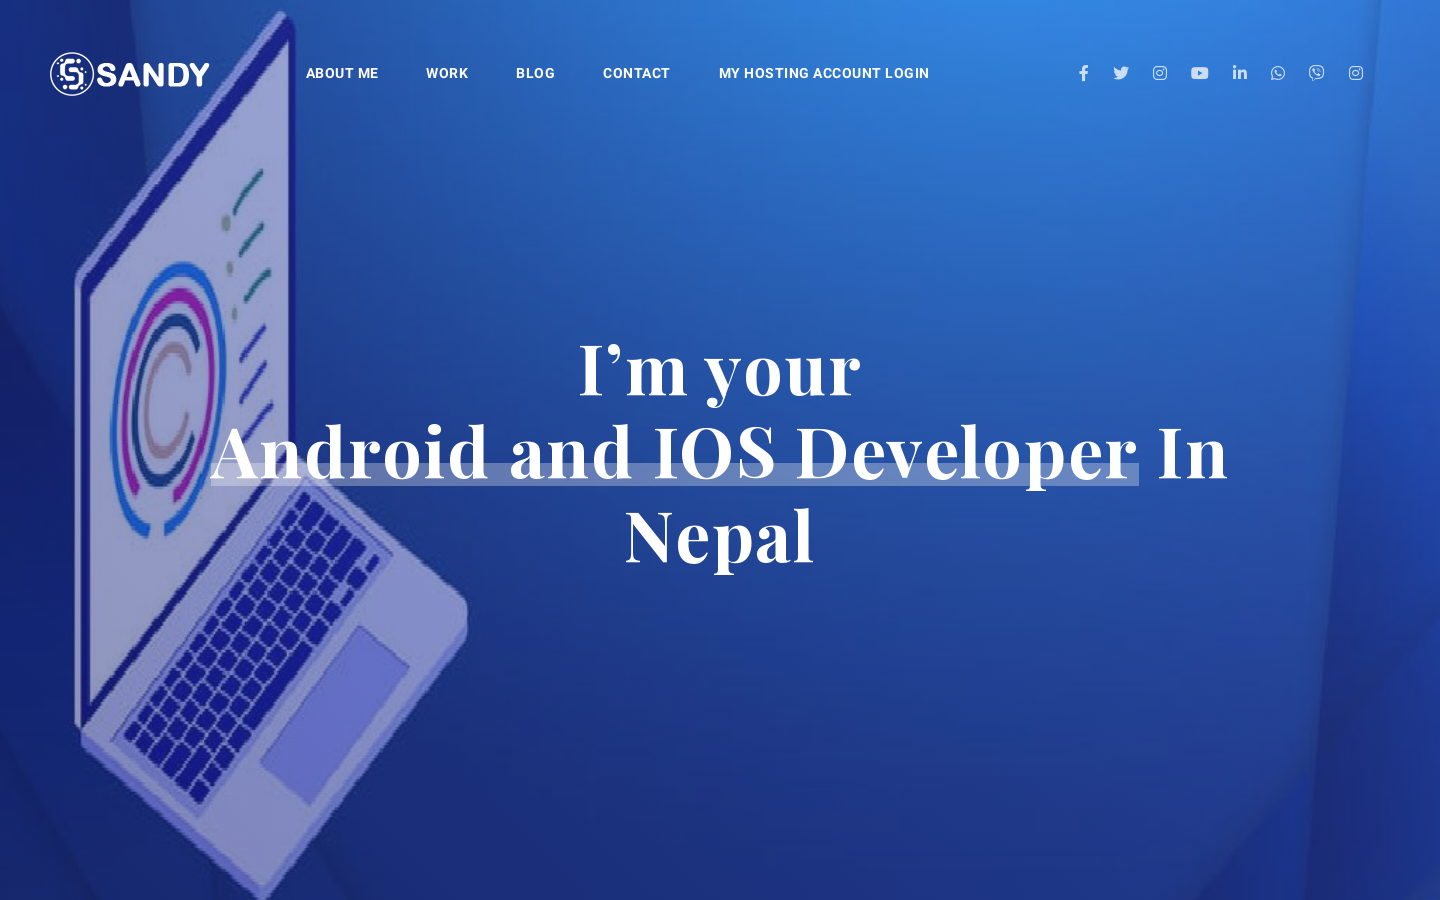 SANDY
ABOUT ME
WORK
BLOG
CONTACT
MY HOSTING ACCOUNT LOGIN
I’m your
Android and IOS Developer In
Nepal